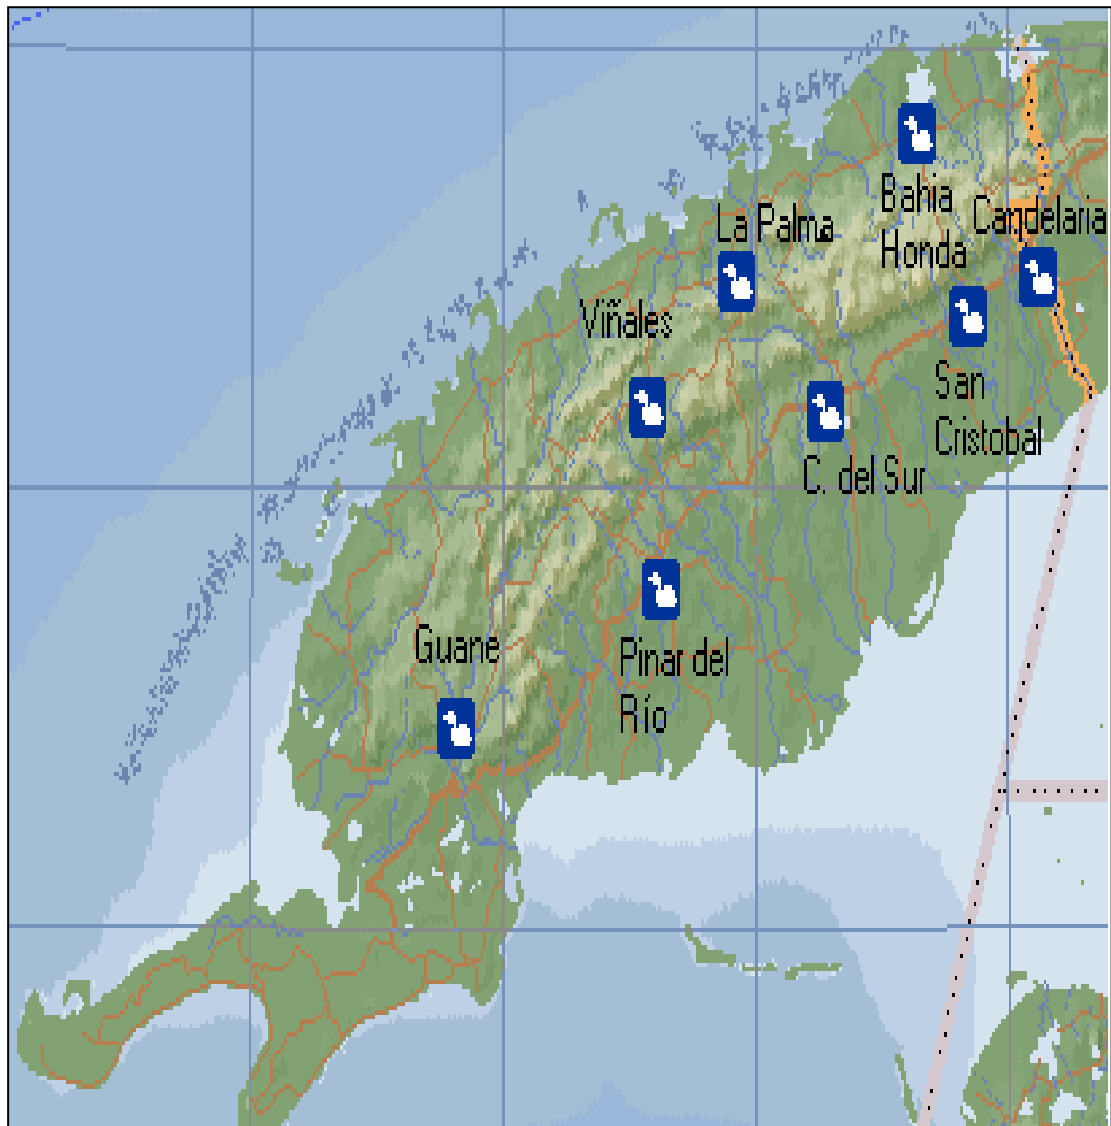 Bahia
Honda
Candelaria
La Palma
Viñales
San
Cristobal
C. del Sur
Guane
Pinar del
Río